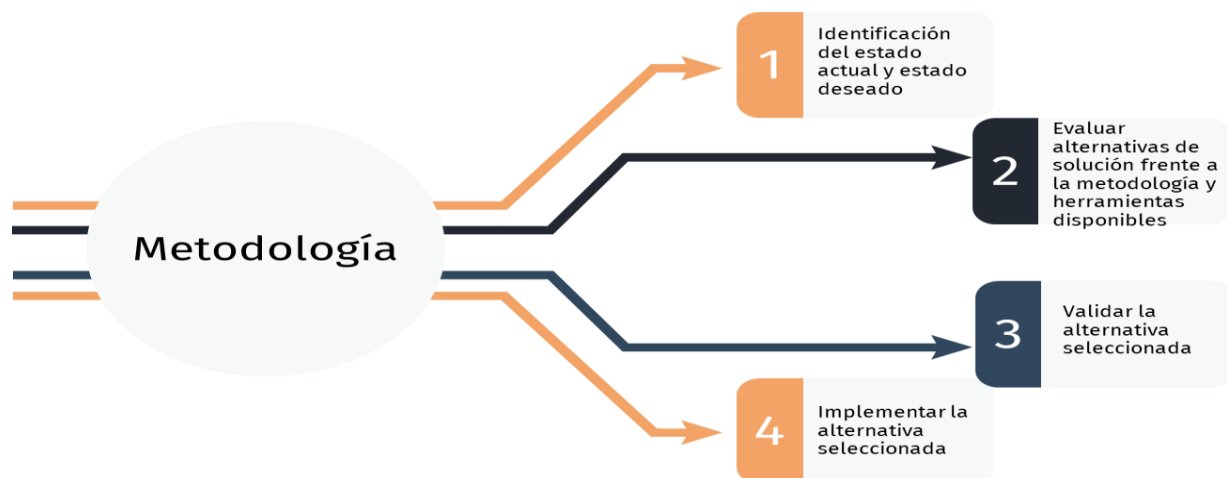 Metodología
1
Identificación
del estado
actual y estado
deseado
2
Evaluar
alternativas de
solución frente a
la metodología y
herramientas
disponibles
3
Validar la
alternativa
seleccionada
4
Implementar la
alternativa
seleccionada